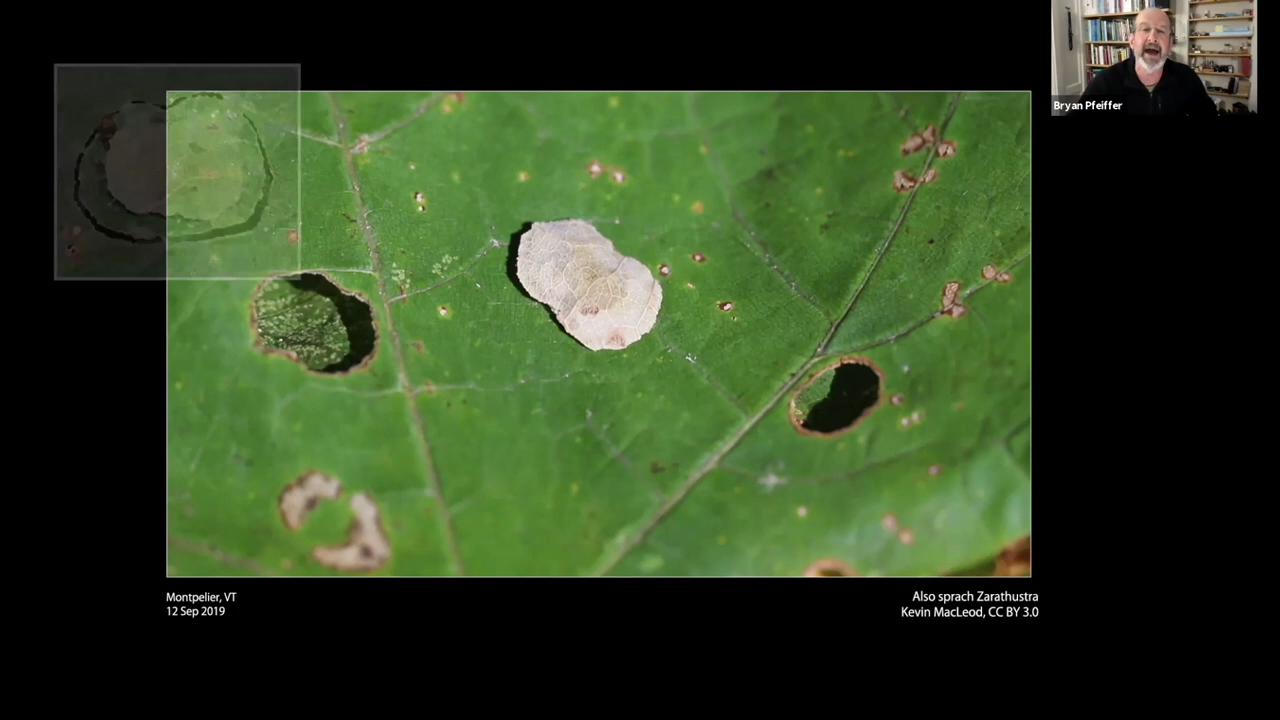 Bryan Pfeiffer
Montpelier, VT
12 Sep 2019
Also sprach Zarathustra
Kevin MacLeod, CC BY 3.0